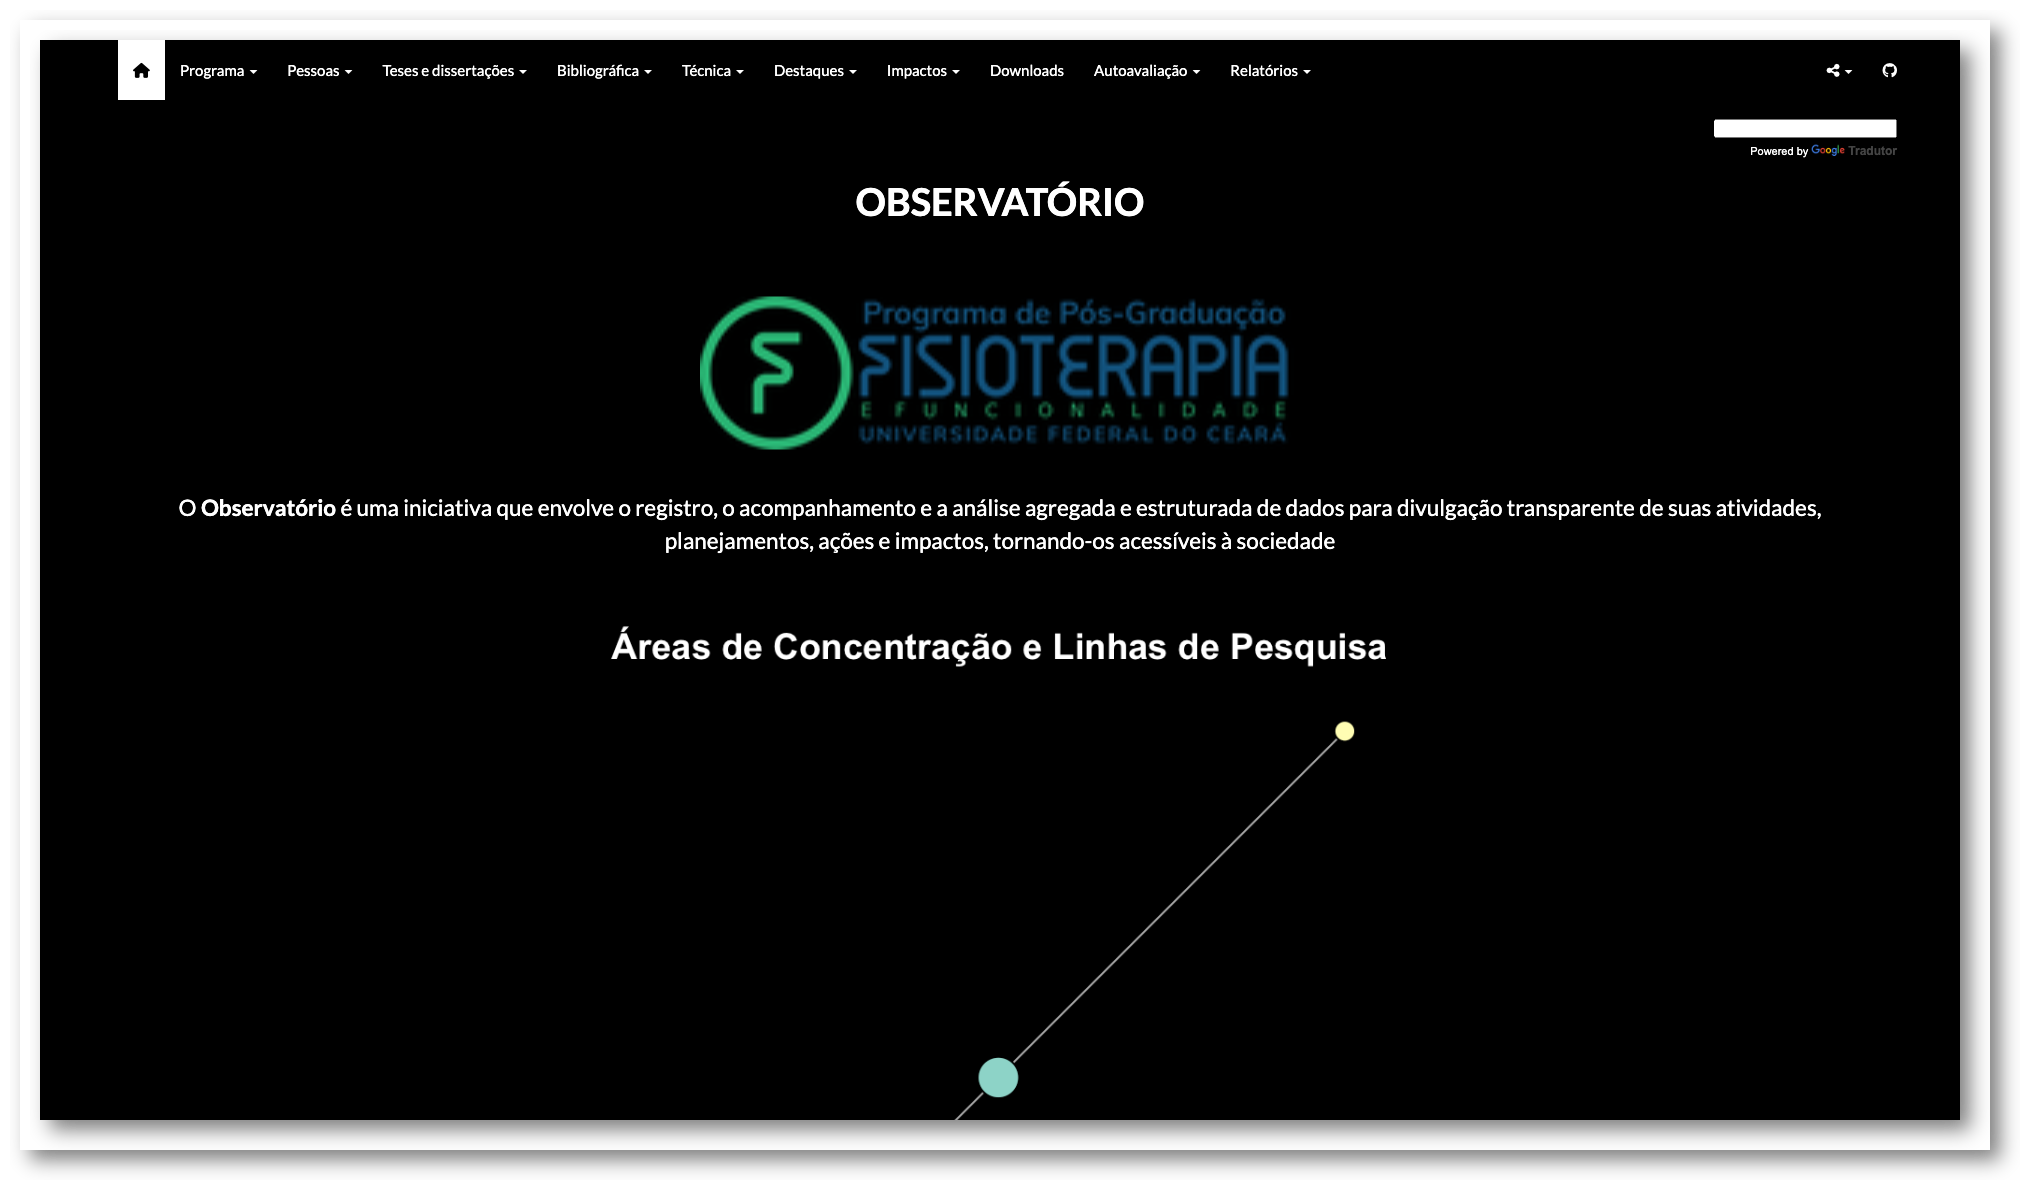 Programa Pessoas Teses e dissertações Bibliográfica Técnica Destaques Impactos Downloads Autoavaliação Relatórios
Powered by Google Tradutor
OBSERVATÓRIO
Programa de Pós-Graduação
FISIOTERAPIA
E FUNCIONALIDADE
UNIVERSIDADE FEDERAL DO CEARÁ
O Observatório é uma iniciativa que envolve o registro, o acompanhamento e a análise agregada e estruturada de dados para divulgação transparente de suas atividades,
planejamentos, ações e impactos, tornando-os acessíveis à sociedade
Áreas de Concentração e Linhas de Pesquisa